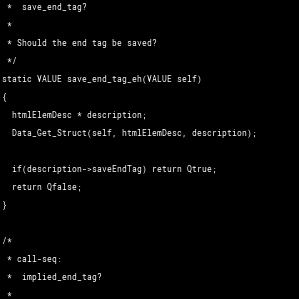 *  save_end_tag?
*
* Should the end tag be saved?
*/
static VALUE save_end_tag_eh(VALUE self)
{
  htmlElemDesc * description;
  Data_Get_Struct(self, htmlElemDesc, description);

  if(description->saveEndTag) return Qtrue;
  return Qfalse;
}

/*
 * call-seq:
 *  implied_end_tag?
 *